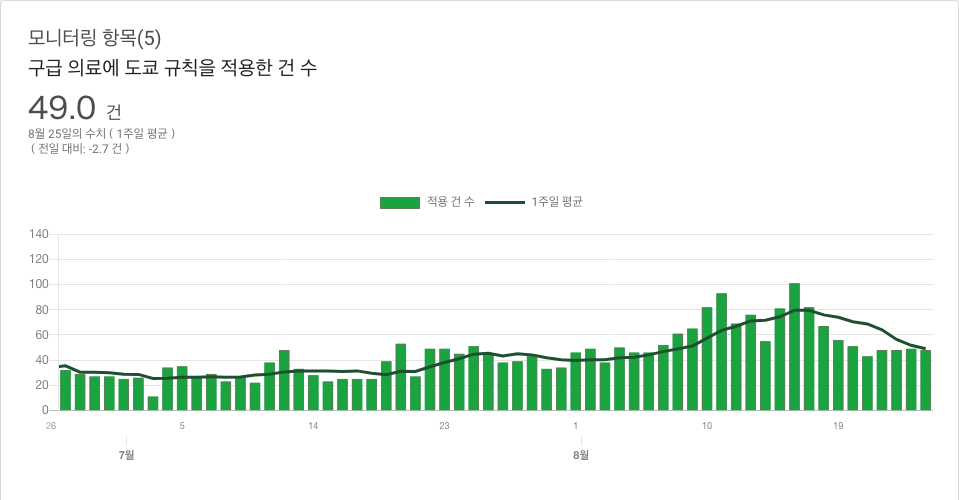 모니터링 항목(5)
구급 의료에 도쿄 규칙을 적용한 건 수
49.0 건
8월 25일의 수치 ( 1주일 평균 )
( 전일 대비: -2.7 건 )
적용 건 수 1주일 평균
140
120
100
80
60
40
20
0
26 5 14 23 1 10 19
7월 8월